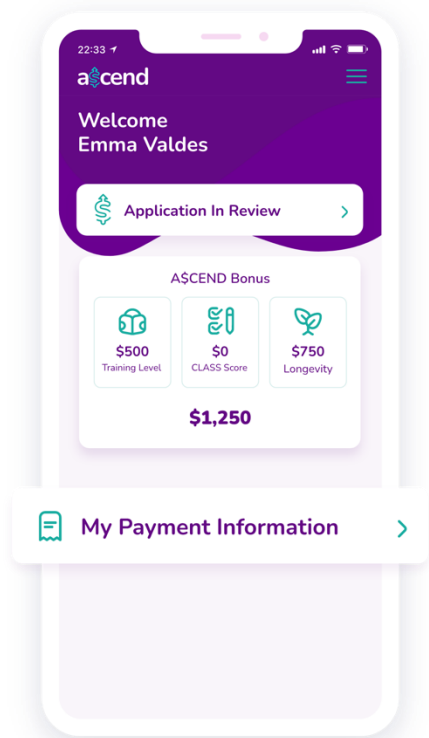 22:33
a$cend
Welcome
Emma Valdes
Application In Review
A$CEND Bonus
$500 $0 $750
Training Level CLASS Score Longevity
$1,250
My Payment Information